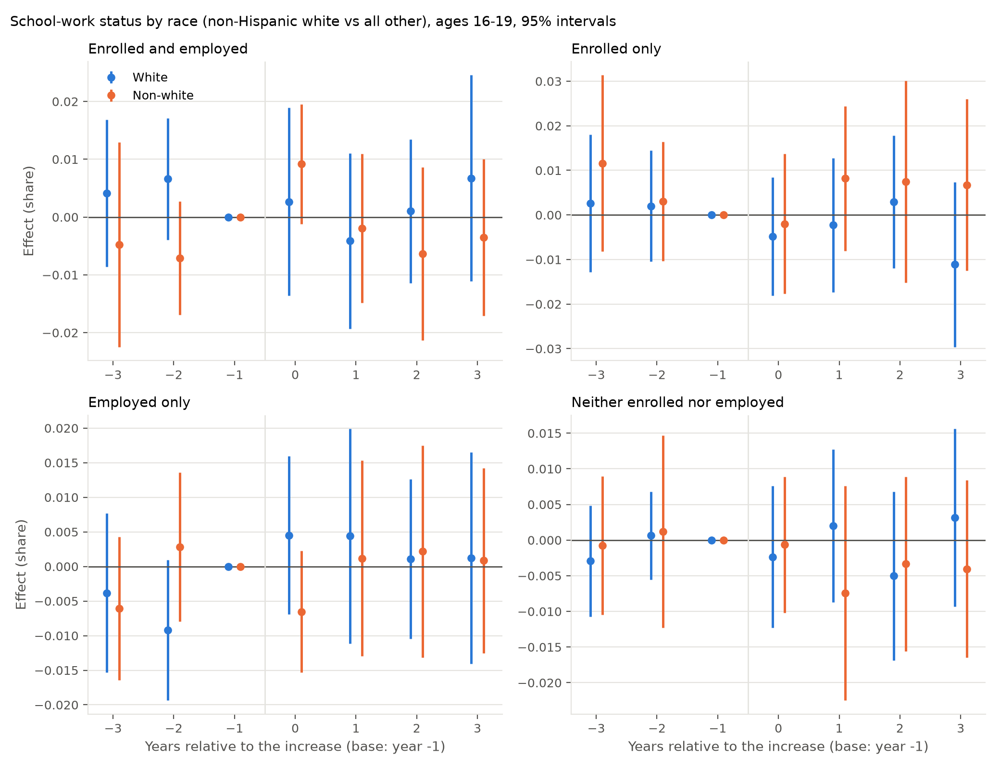 School-work status by race (non-Hispanic white vs all other), ages 16-19, 95% intervals
Enrolled and employed
White
Non-white
Effect (share)
0.02
0.01
0.00
−0.01
−0.02
−3 −2 −1 0 1 2 3
Enrolled only
0.03
0.02
0.01
0.00
−0.01
−0.02
−0.03
−3 −2 −1 0 1 2 3
Employed only
Effect (share)
0.020
0.015
0.010
0.005
0.000
−0.005
−0.010
−0.015
−0.020
−3 −2 −1 0 1 2 3
Years relative to the increase (base: year -1)
Neither enrolled nor employed
0.015
0.010
0.005
0.000
−0.005
−0.010
−0.015
−0.020
−3 −2 −1 0 1 2 3
Years relative to the increase (base: year -1)